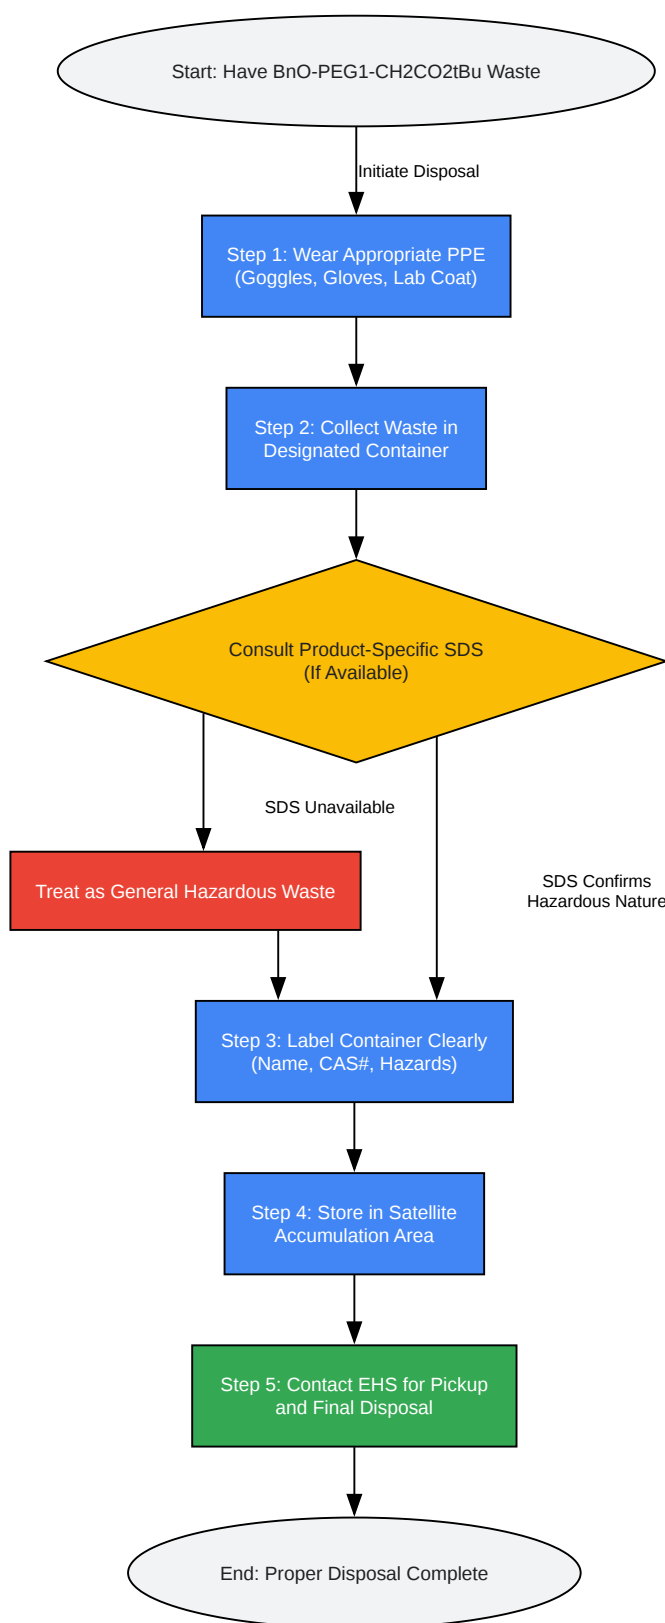 Start: Have BnO-PEG1-CH2CO2tBu Waste
Initiate Disposal
Step 1: Wear Appropriate PPE
(Goggles, Gloves, Lab Coat)
Step 2: Collect Waste in
Designated Container
Consult Product-Specific SDS
(If Available)
SDS Unavailable
SDS Confirms
Hazardous Nature
Treat as General Hazardous Waste
Step 3: Label Container Clearly
(Name, CAS#, Hazards)
Step 4: Store in Satellite
Accumulation Area
Step 5: Contact EHS for Pickup
and Final Disposal
End: Proper Disposal Complete